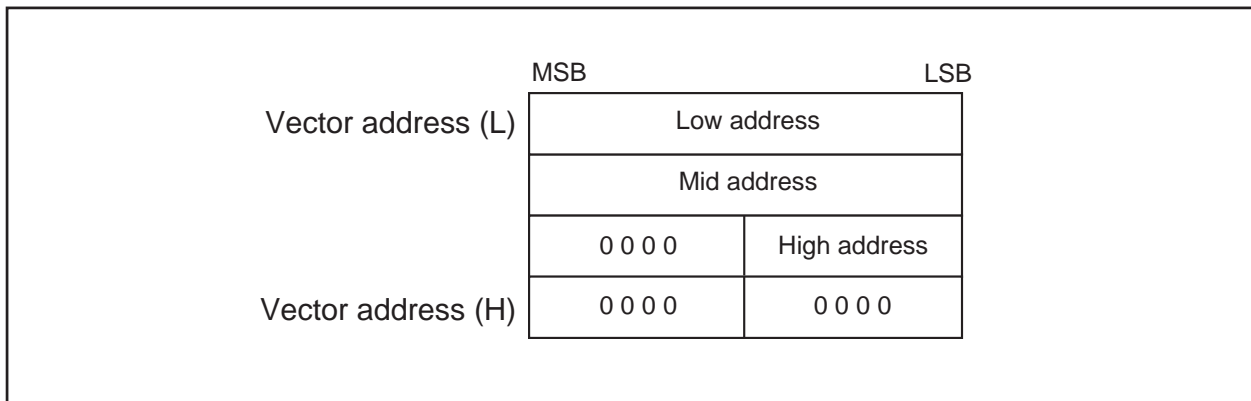 MSB LSB
Vector address (L) Low address
Mid address
0 0 0 0 High address
Vector address (H) 0 0 0 0 0 0 0 0